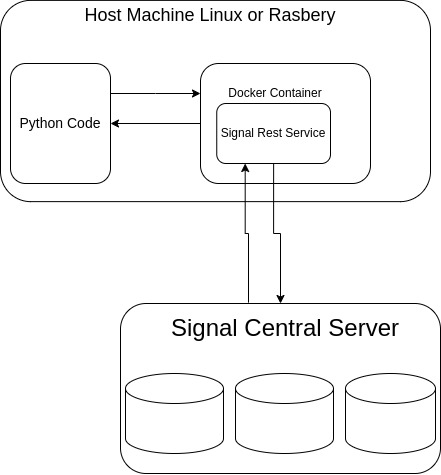 Host Machine Linux or Rasbery
Docker Container
Python Code
Signal Rest Service
Signal Central Server